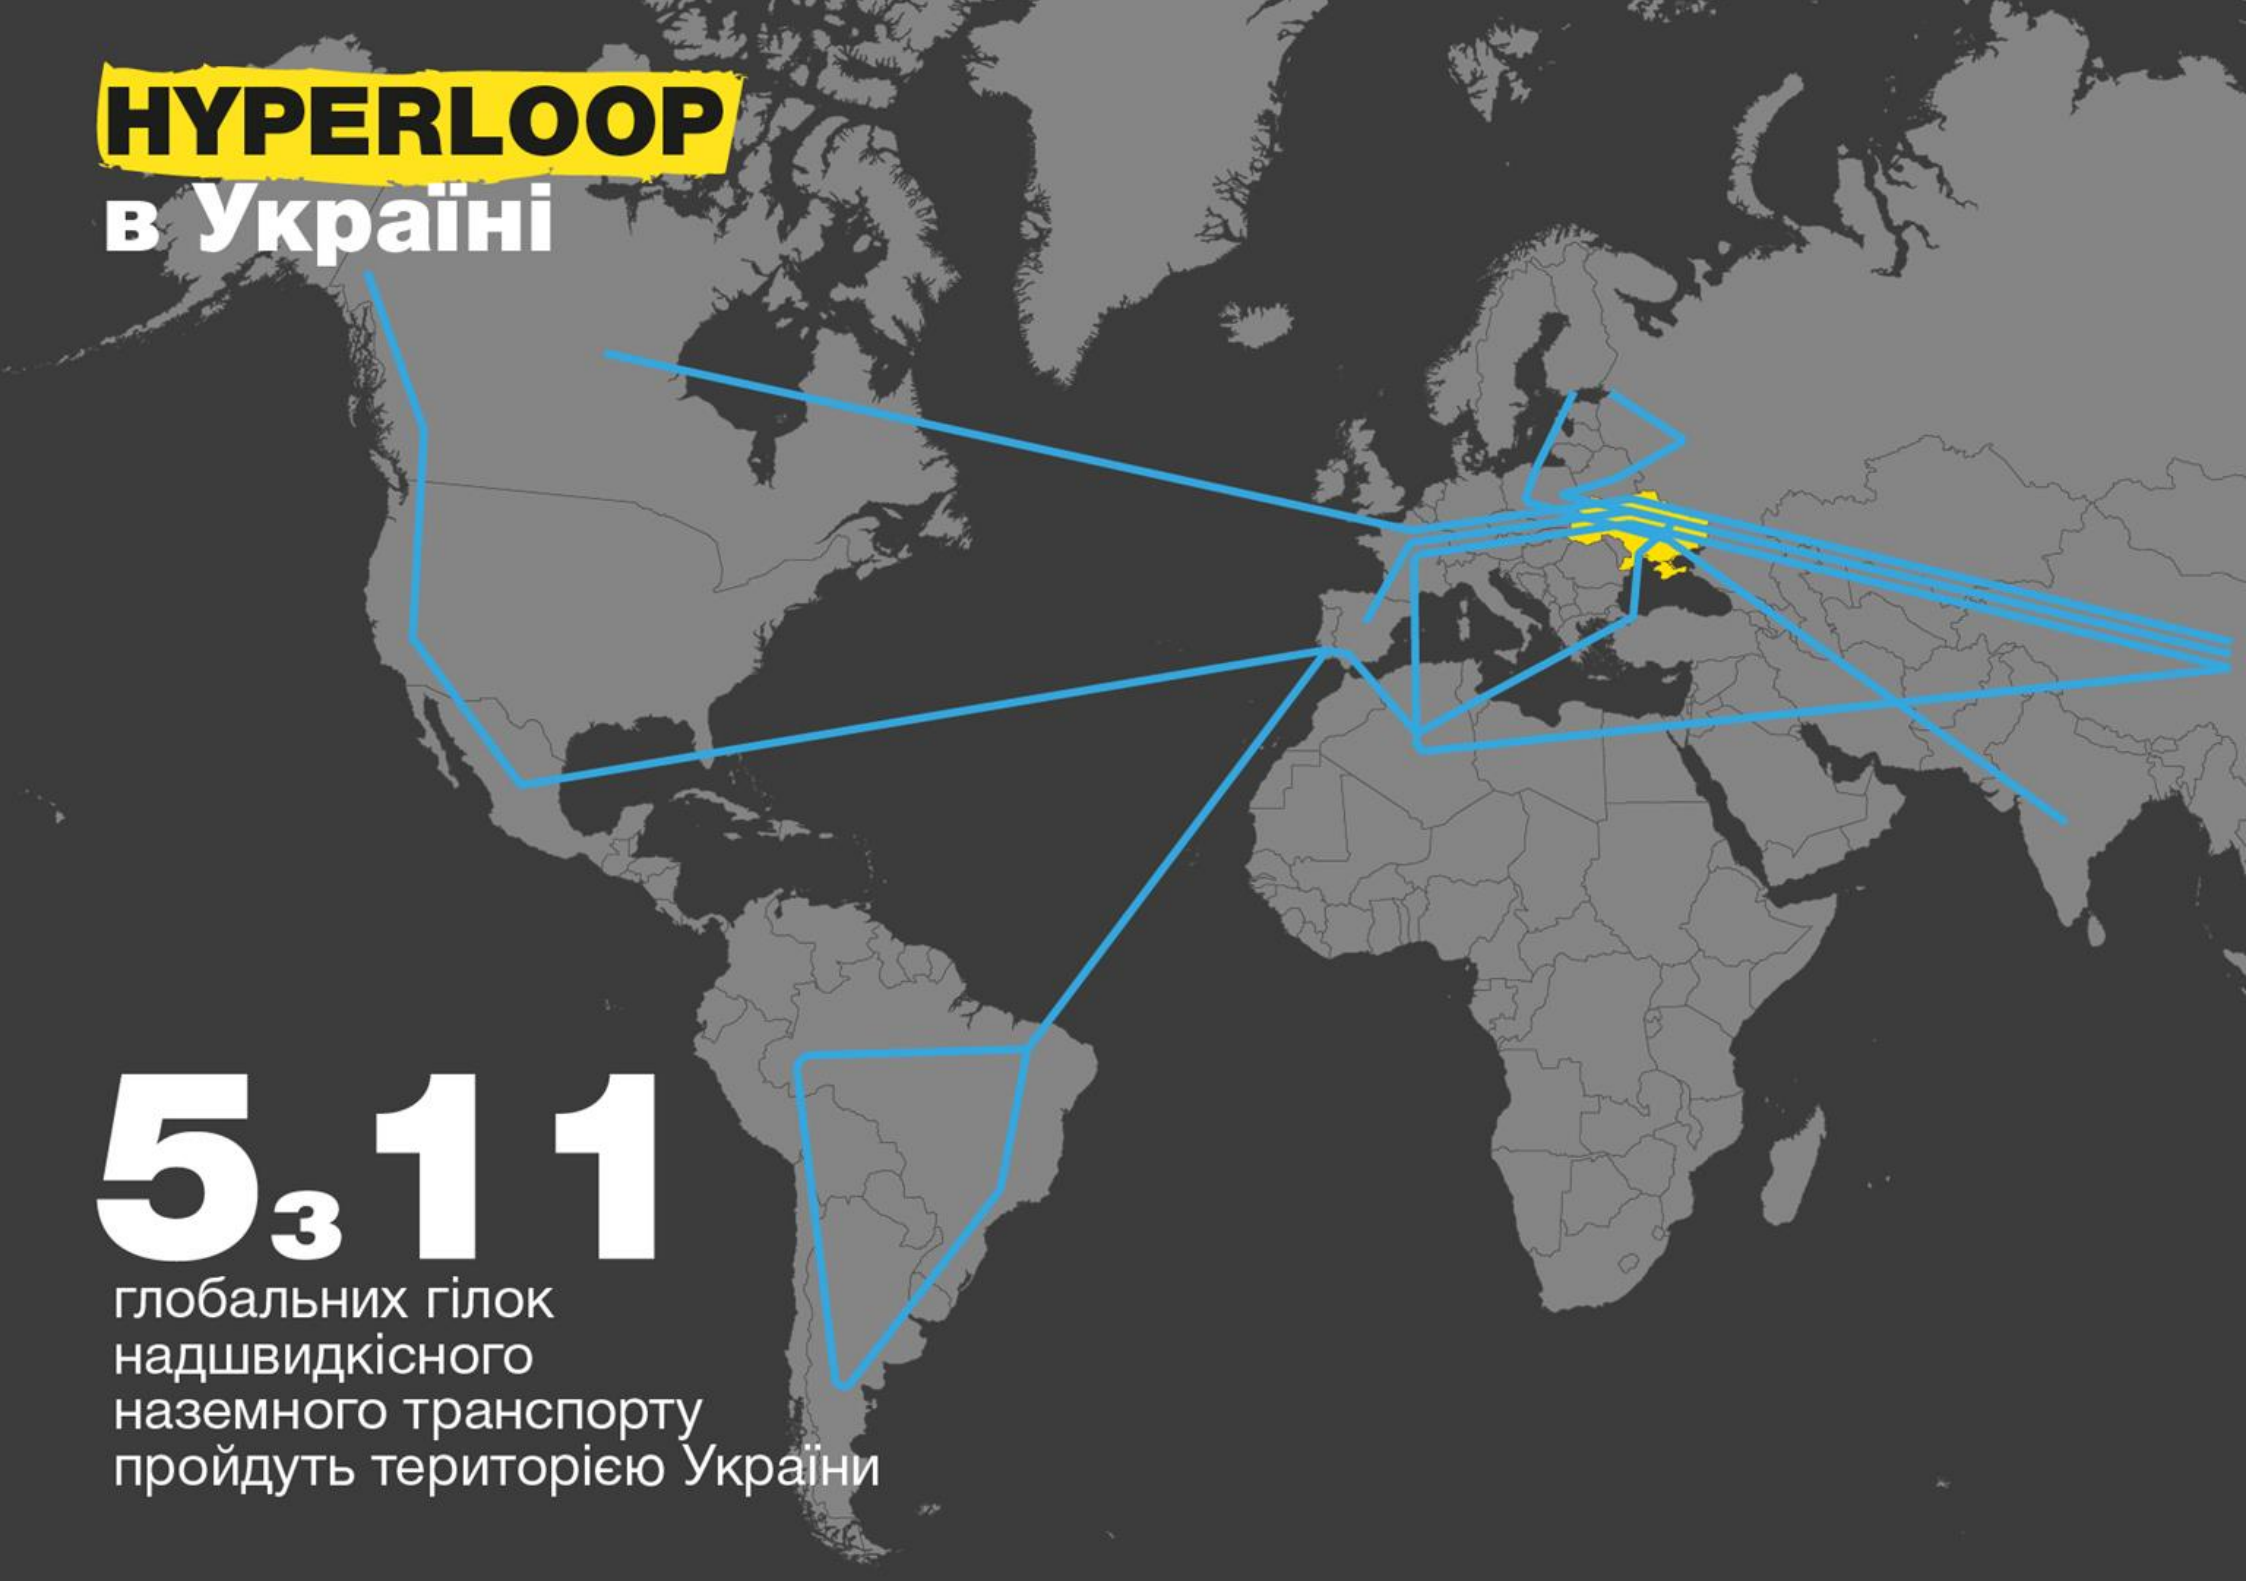 HYPERLOOP
в Україні
5 з 11
глобальних гілок
надшвидкісного
наземного транспорту
пройдуть територією України